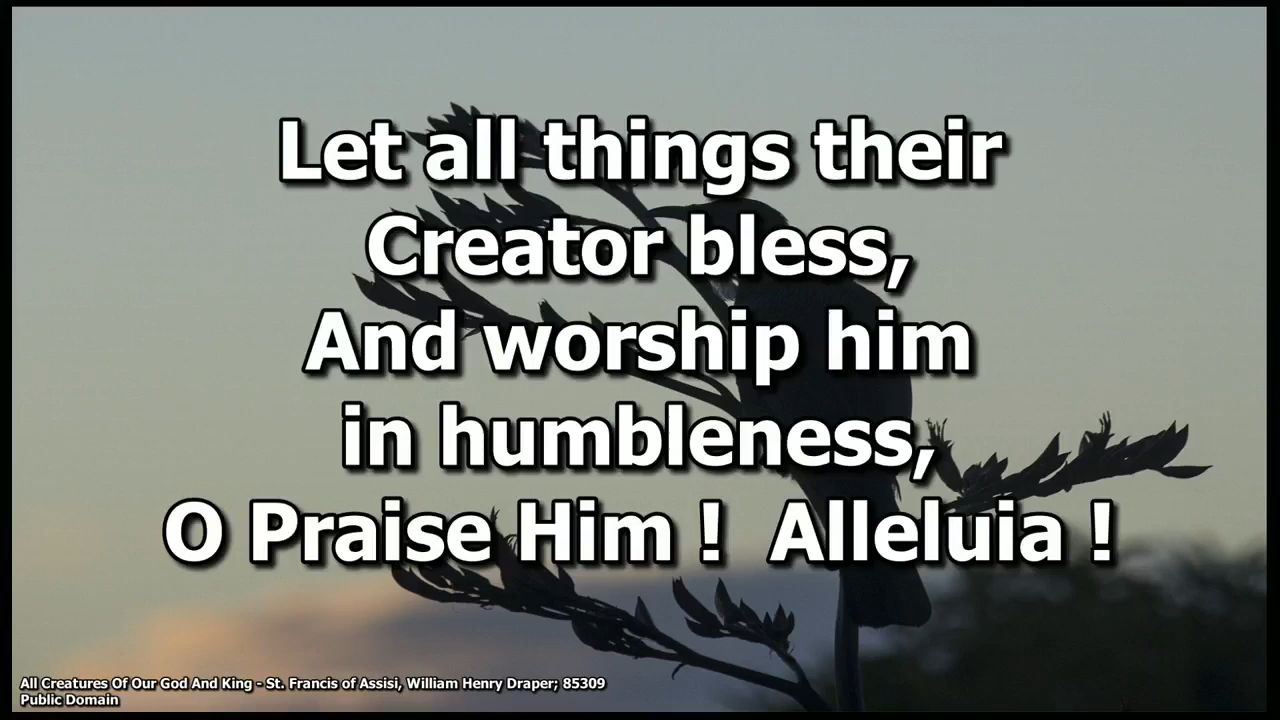 Let all things their
Creator bless,
And worship him
in humbleness,
O Praise Him ! Alleluia !
All Creatures Of Our God And King - St. Francis of Assisi, William Henry Draper; 85309
Public Domain